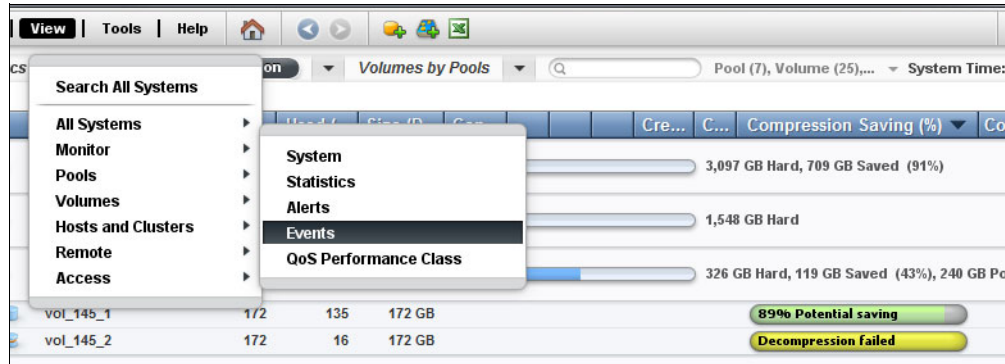 View Tools Help
cs on Volumes by Pools Pool (7), Volume (25),... System Time:
Search All Systems
All Systems Cre... C... Compression Saving (%) Co
Monitor System
Pools Statistics 3,097 GB Hard, 709 GB Saved (91%)
Volumes Alerts
Hosts and Clusters Events 1,548 GB Hard
Remote QoS Performance Class
Access 326 GB Hard, 119 GB Saved (43%), 240 GB Po
vol_145_1 172 135 172 GB 89% Potential saving
vol_145_2 172 16 172 GB Decompression failed